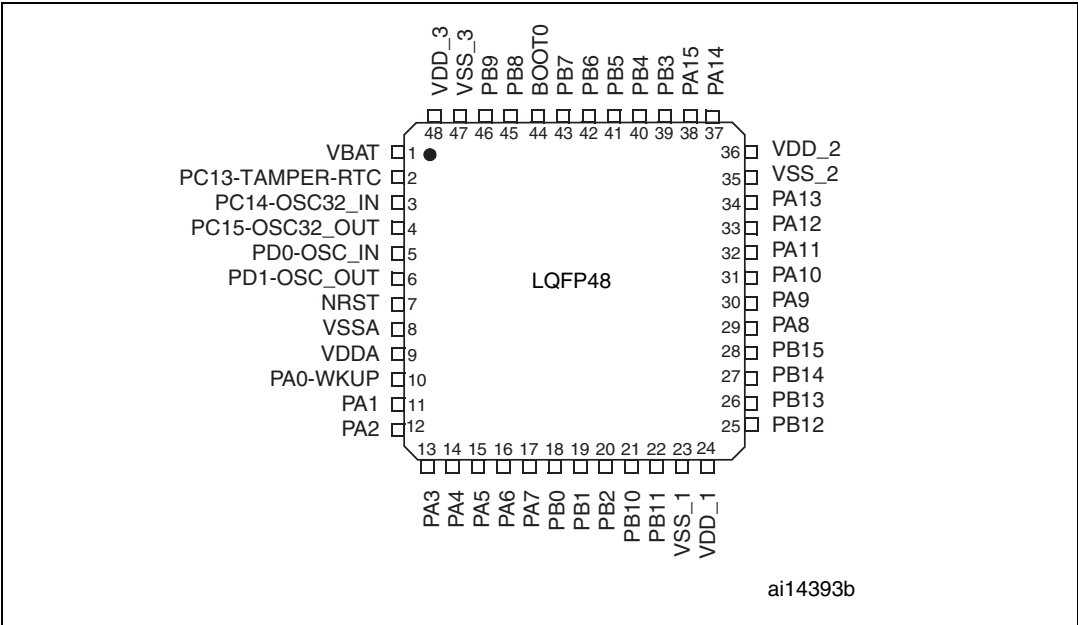 VDD_3
VSS_3
PB9
PB8
BOOT0
PB7
PB6
PB5
PB4
PB3
PA15
PA14
48 47 46 45 44 43 42 41 40 39 38 37
VBAT 1
PC13-TAMPER-RTC 2
PC14-OSC32_IN 3
PC15-OSC32_OUT 4
PD0-OSC_IN 5
PD1-OSC_OUT 6
NRST 7
VSSA 8
VDDA 9
PA0-WKUP 10
PA1 11
PA2 12
LQFP48
36 VDD_2
35 VSS_2
34 PA13
33 PA12
32 PA11
31 PA10
30 PA9
29 PA8
28 PB15
27 PB14
26 PB13
25 PB12
13 14 15 16 17 18 19 20 21 22 23 24
PA3
PA4
PA5
PA6
PA7
PB0
PB1
PB2
PB10
PB11
VSS_1
VDD_1
ai14393b